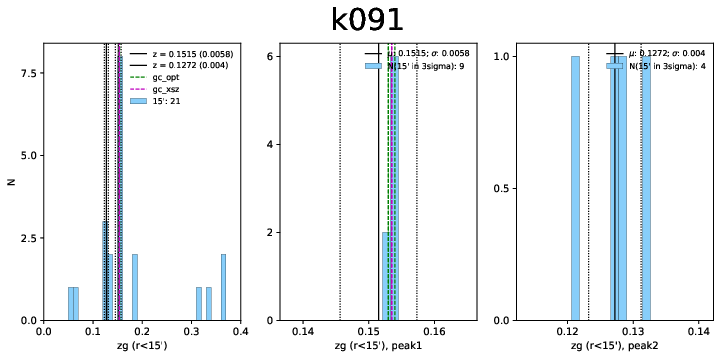 k091
z = 0.1515 (0.0058)
z = 0.1272 (0.004)
gc_opt
gc_xsz
15': 21
N
7.5
5.0
2.5
0.0
0.0 0.1 0.2 0.3 0.4
zg (r<15')
μ: 0.1515; σ: 0.0058
N(15' in 3sigma): 9
6
4
2
0
0.14 0.15 0.16
zg (r<15'), peak1
μ: 0.1272; σ: 0.004
N(15' in 3sigma): 4
1.0
0.5
0.0
0.12 0.13 0.14
zg (r<15'), peak2